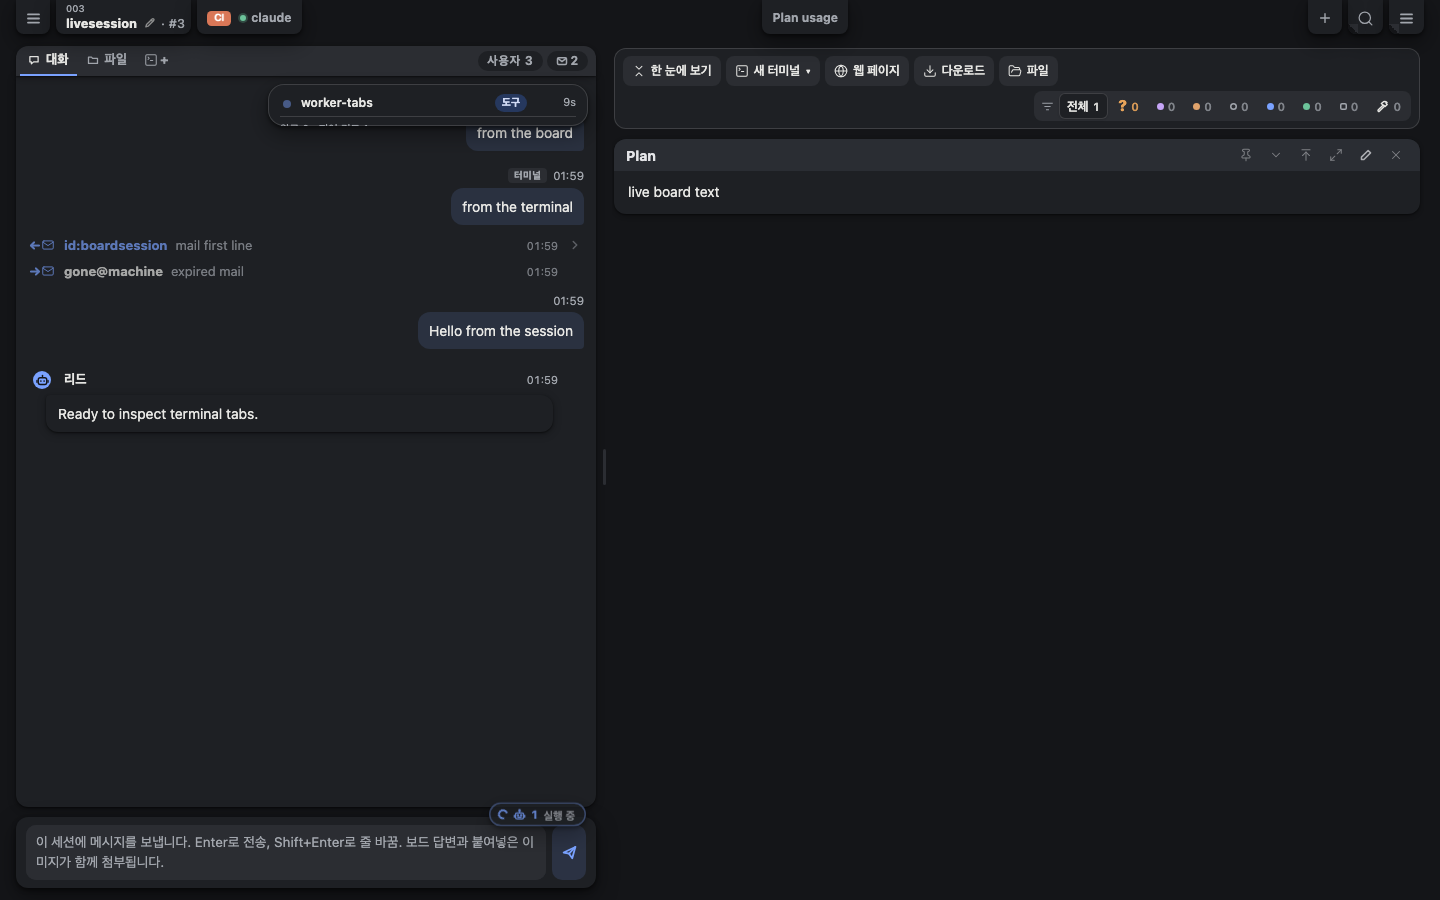 003
livesession · #3
Cl claude
Plan usage
대화
파일
+
사용자 3
2
worker-tabs
도구
9s
from the board
터미널 01:59
from the terminal
id:boardsession mail first line 01:59
gone@machine expired mail 01:59
01:59
Hello from the session
리드 01:59
Ready to inspect terminal tabs.
1 실행 중
이 세션에 메시지를 보냅니다. Enter로 전송, Shift+Enter로 줄 바꿈. 보드 답변과 붙여넣은 이
미지가 함께 첨부됩니다.
한 눈에 보기
새 터미널
웹 페이지
다운로드
파일
전체 1
? 0
0
0
0
0
0
0
0
Plan
live board text